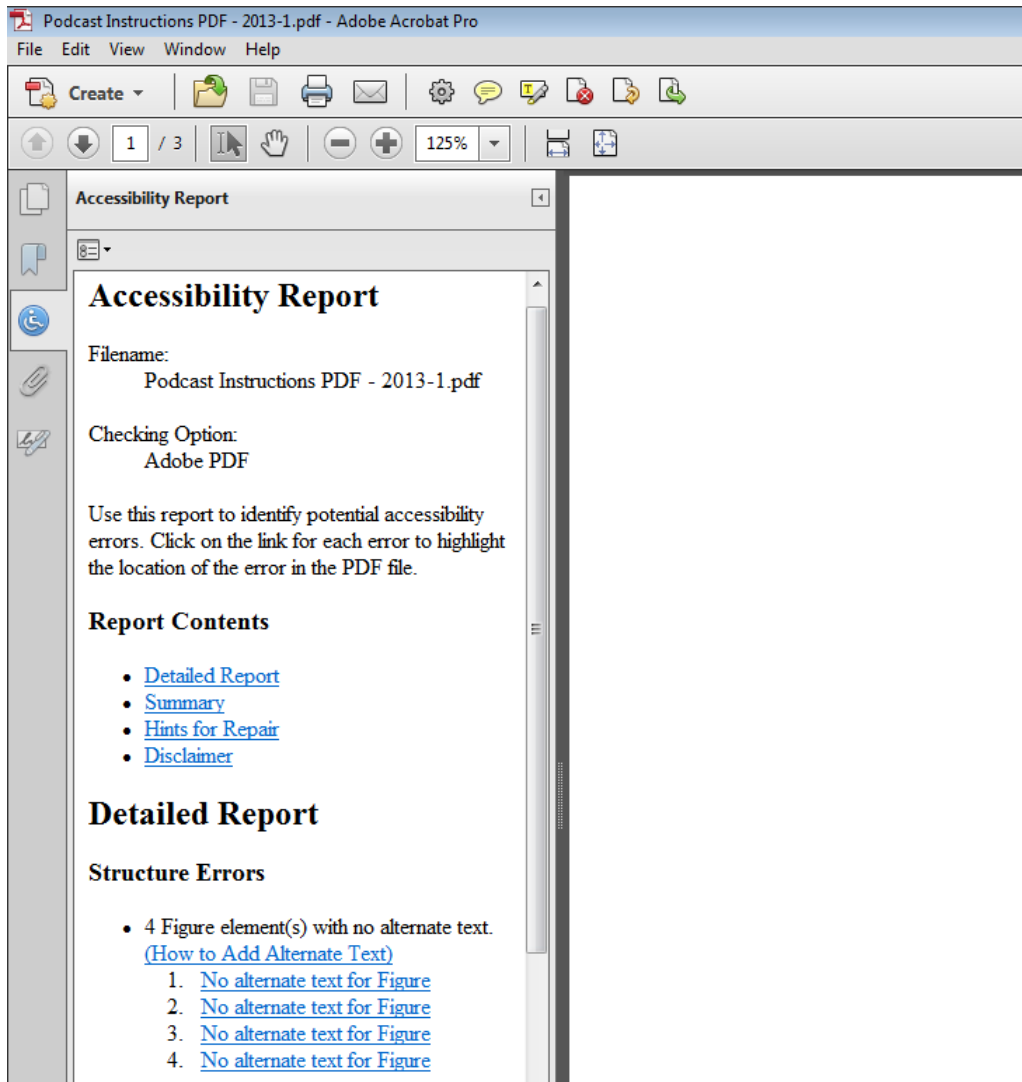 Podcast Instructions PDF - 2013-1.pdf - Adobe Acrobat Pro
File Edit View Window Help
Create
1 / 3 125%
Accessibility Report
Accessibility Report
Filename:
Podcast Instructions PDF - 2013-1.pdf
Checking Option:
Adobe PDF
Use this report to identify potential accessibility
errors. Click on the link for each error to highlight
the location of the error in the PDF file.
Report Contents
• Detailed Report
• Summary
• Hints for Repair
• Disclaimer
Detailed Report
Structure Errors
• 4 Figure element(s) with no alternate text.
(How to Add Alternate Text)
1. No alternate text for Figure
2. No alternate text for Figure
3. No alternate text for Figure
4. No alternate text for Figure